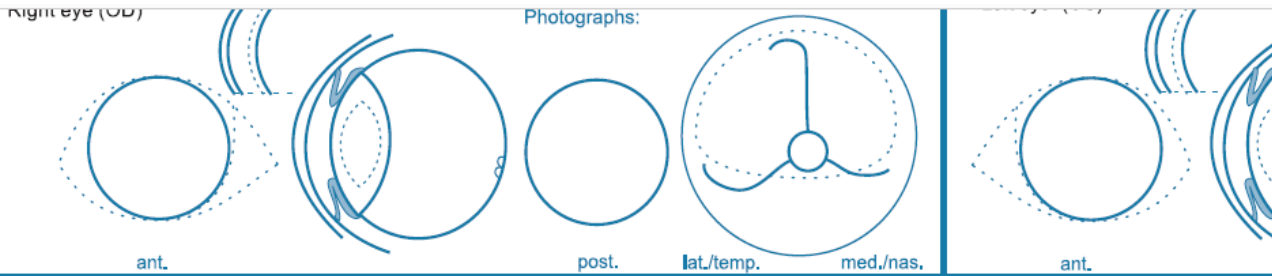 Right eye (OD)
Photographs:
ant.
post.
lat./temp.
med./nas.
ant.